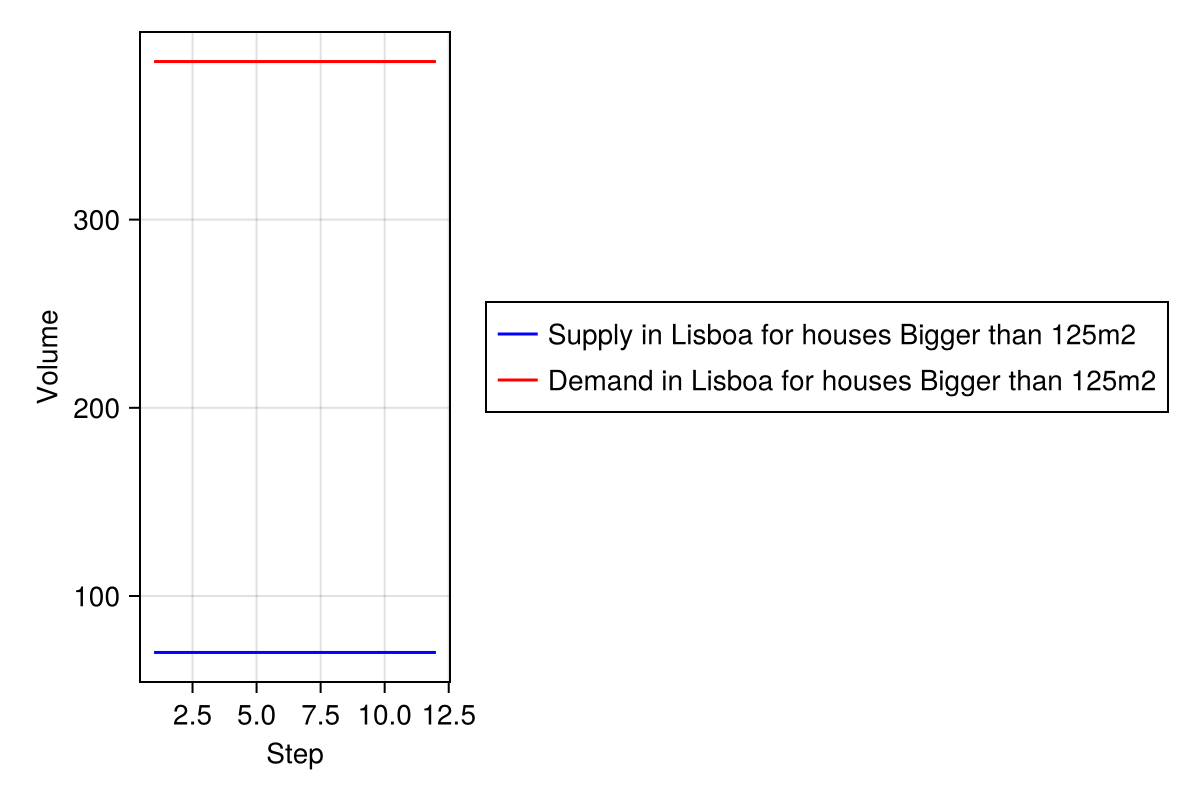 300
200
100
Volume
2.5 5.0 7.5 10.0 12.5
Step
Supply in Lisboa for houses Bigger than 125m2
Demand in Lisboa for houses Bigger than 125m2